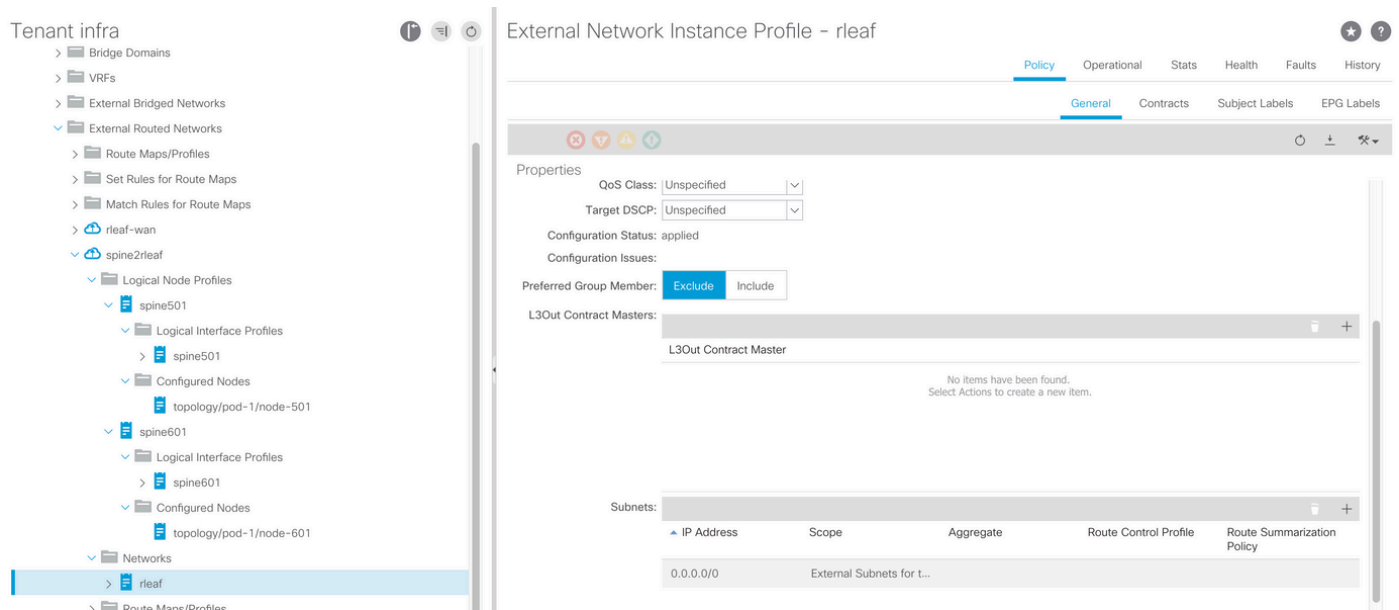 Tenant infra
Bridge Domains
VRFs
External Bridged Networks
External Routed Networks
Route Maps/Profiles
Set Rules for Route Maps
Match Rules for Route Maps
rleaf-wan
spine2rleaf
Logical Node Profiles
spine501
Logical Interface Profiles
spine501
Configured Nodes
topology/pod-1/node-501
spine601
Logical Interface Profiles
spine601
Configured Nodes
topology/pod-1/node-601
Networks
rleaf
Route Maps/Profiles
External Network Instance Profile - rleaf
Policy Operational Stats Health Faults History
General Contracts Subject Labels EPG Labels
Properties
QoS Class: Unspecified
Target DSCP: Unspecified
Configuration Status: applied
Configuration Issues:
Preferred Group Member: Exclude Include
L3Out Contract Masters:
L3Out Contract Master
No items have been found.
Select Actions to create a new item.
Subnets:
IP Address Scope Aggregate Route Control Profile Route Summarization
Policy
0.0.0.0/0 External Subnets for t...